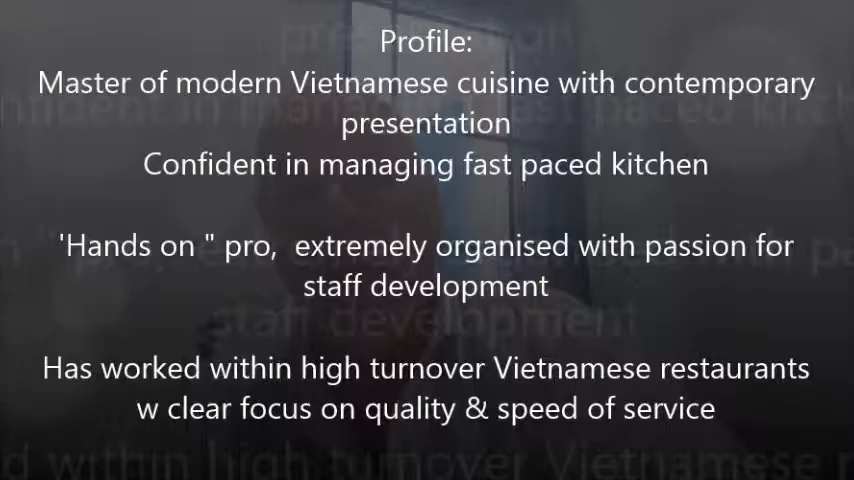 Profile:
Master of modern Vietnamese cuisine with contemporary
presentation
Confident in managing fast paced kitchen
'Hands on " pro,  extremely organised with passion for
staff development
Has worked within high turnover Vietnamese restaurants
w clear focus on quality & speed of service